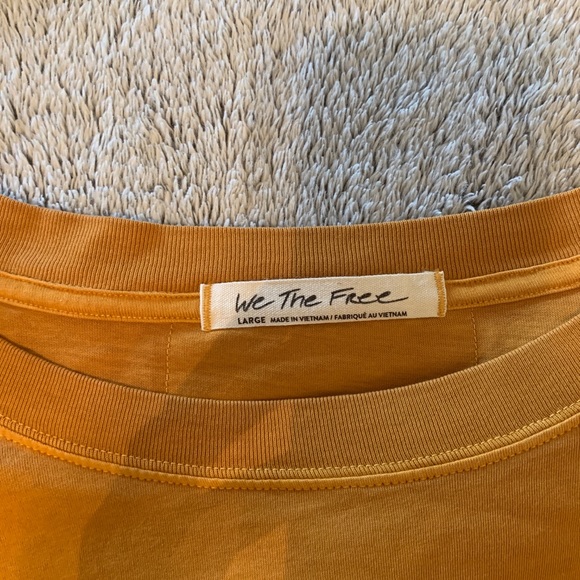 We The Free
LARGE MADE IN VIETNAM / FABRIQUÉ AU VIETNAM